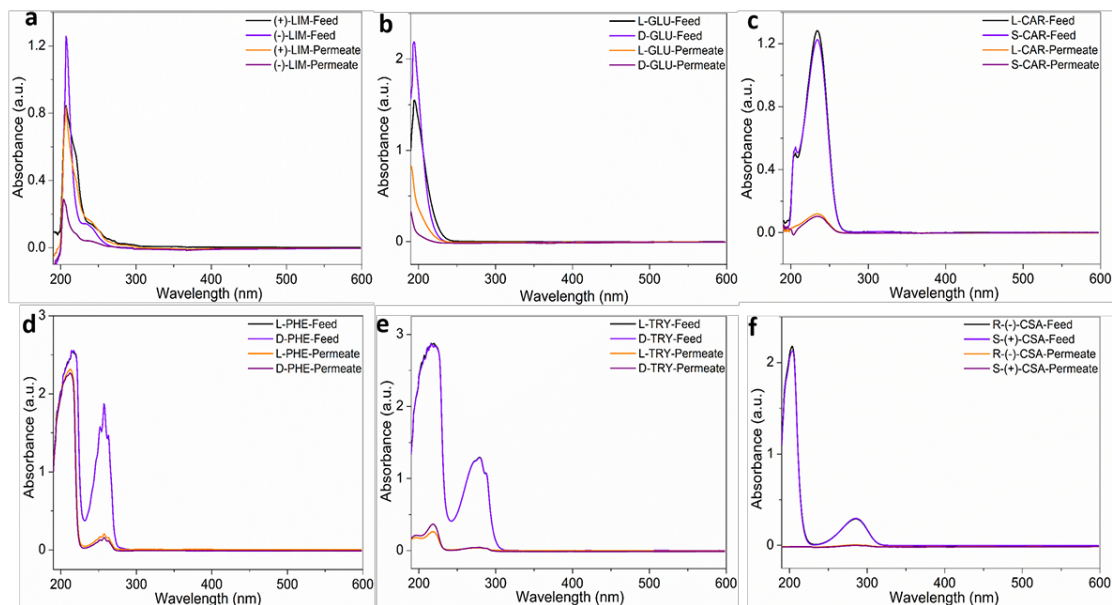 a
(+)-LIM-Feed
(-)-LIM-Feed
(+)-LIM-Permeate
(-)-LIM-Permeate
Absorbance (a.u.)
1.2
0.8
0.4
0.0
200 300 400 500 600
Wavelength (nm)
b
L-GLU-Feed
D-GLU-Feed
L-GLU-Permeate
D-GLU-Permeate
Absorbance (a.u.)
2
1
0
200 300 400 500 600
Wavelength (nm)
c
L-CAR-Feed
S-CAR-Feed
L-CAR-Permeate
S-CAR-Permeate
Absorbance (a.u.)
1.2
0.8
0.4
0.0
200 300 400 500 600
Wavelength (nm)
d
L-PHE-Feed
D-PHE-Feed
L-PHE-Permeate
D-PHE-Permeate
Absorbance (a.u.)
3
2
1
0
200 300 400 500 600
Wavelength (nm)
e
L-TRY-Feed
D-TRY-Feed
L-TRY-Permeate
D-TRY-Permeate
Absorbance (a.u.)
3
2
1
0
200 300 400 500 600
Wavelength (nm)
f
R-(-)-CSA-Feed
S-(+)-CSA-Feed
R-(-)-CSA-Permeate
S-(+)-CSA-Permeate
Absorbance (a.u.)
2
1
0
200 300 400 500 600
Wavelength (nm)